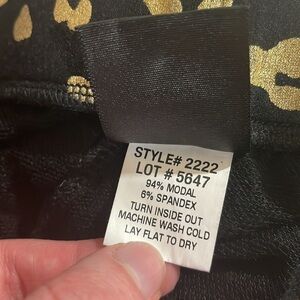 STYLE# 2222
LOT # 5647
94% MODAL
6% SPANDEX
TURN INSIDE OUT
MACHINE WASH COLD
LAY FLAT TO DRY